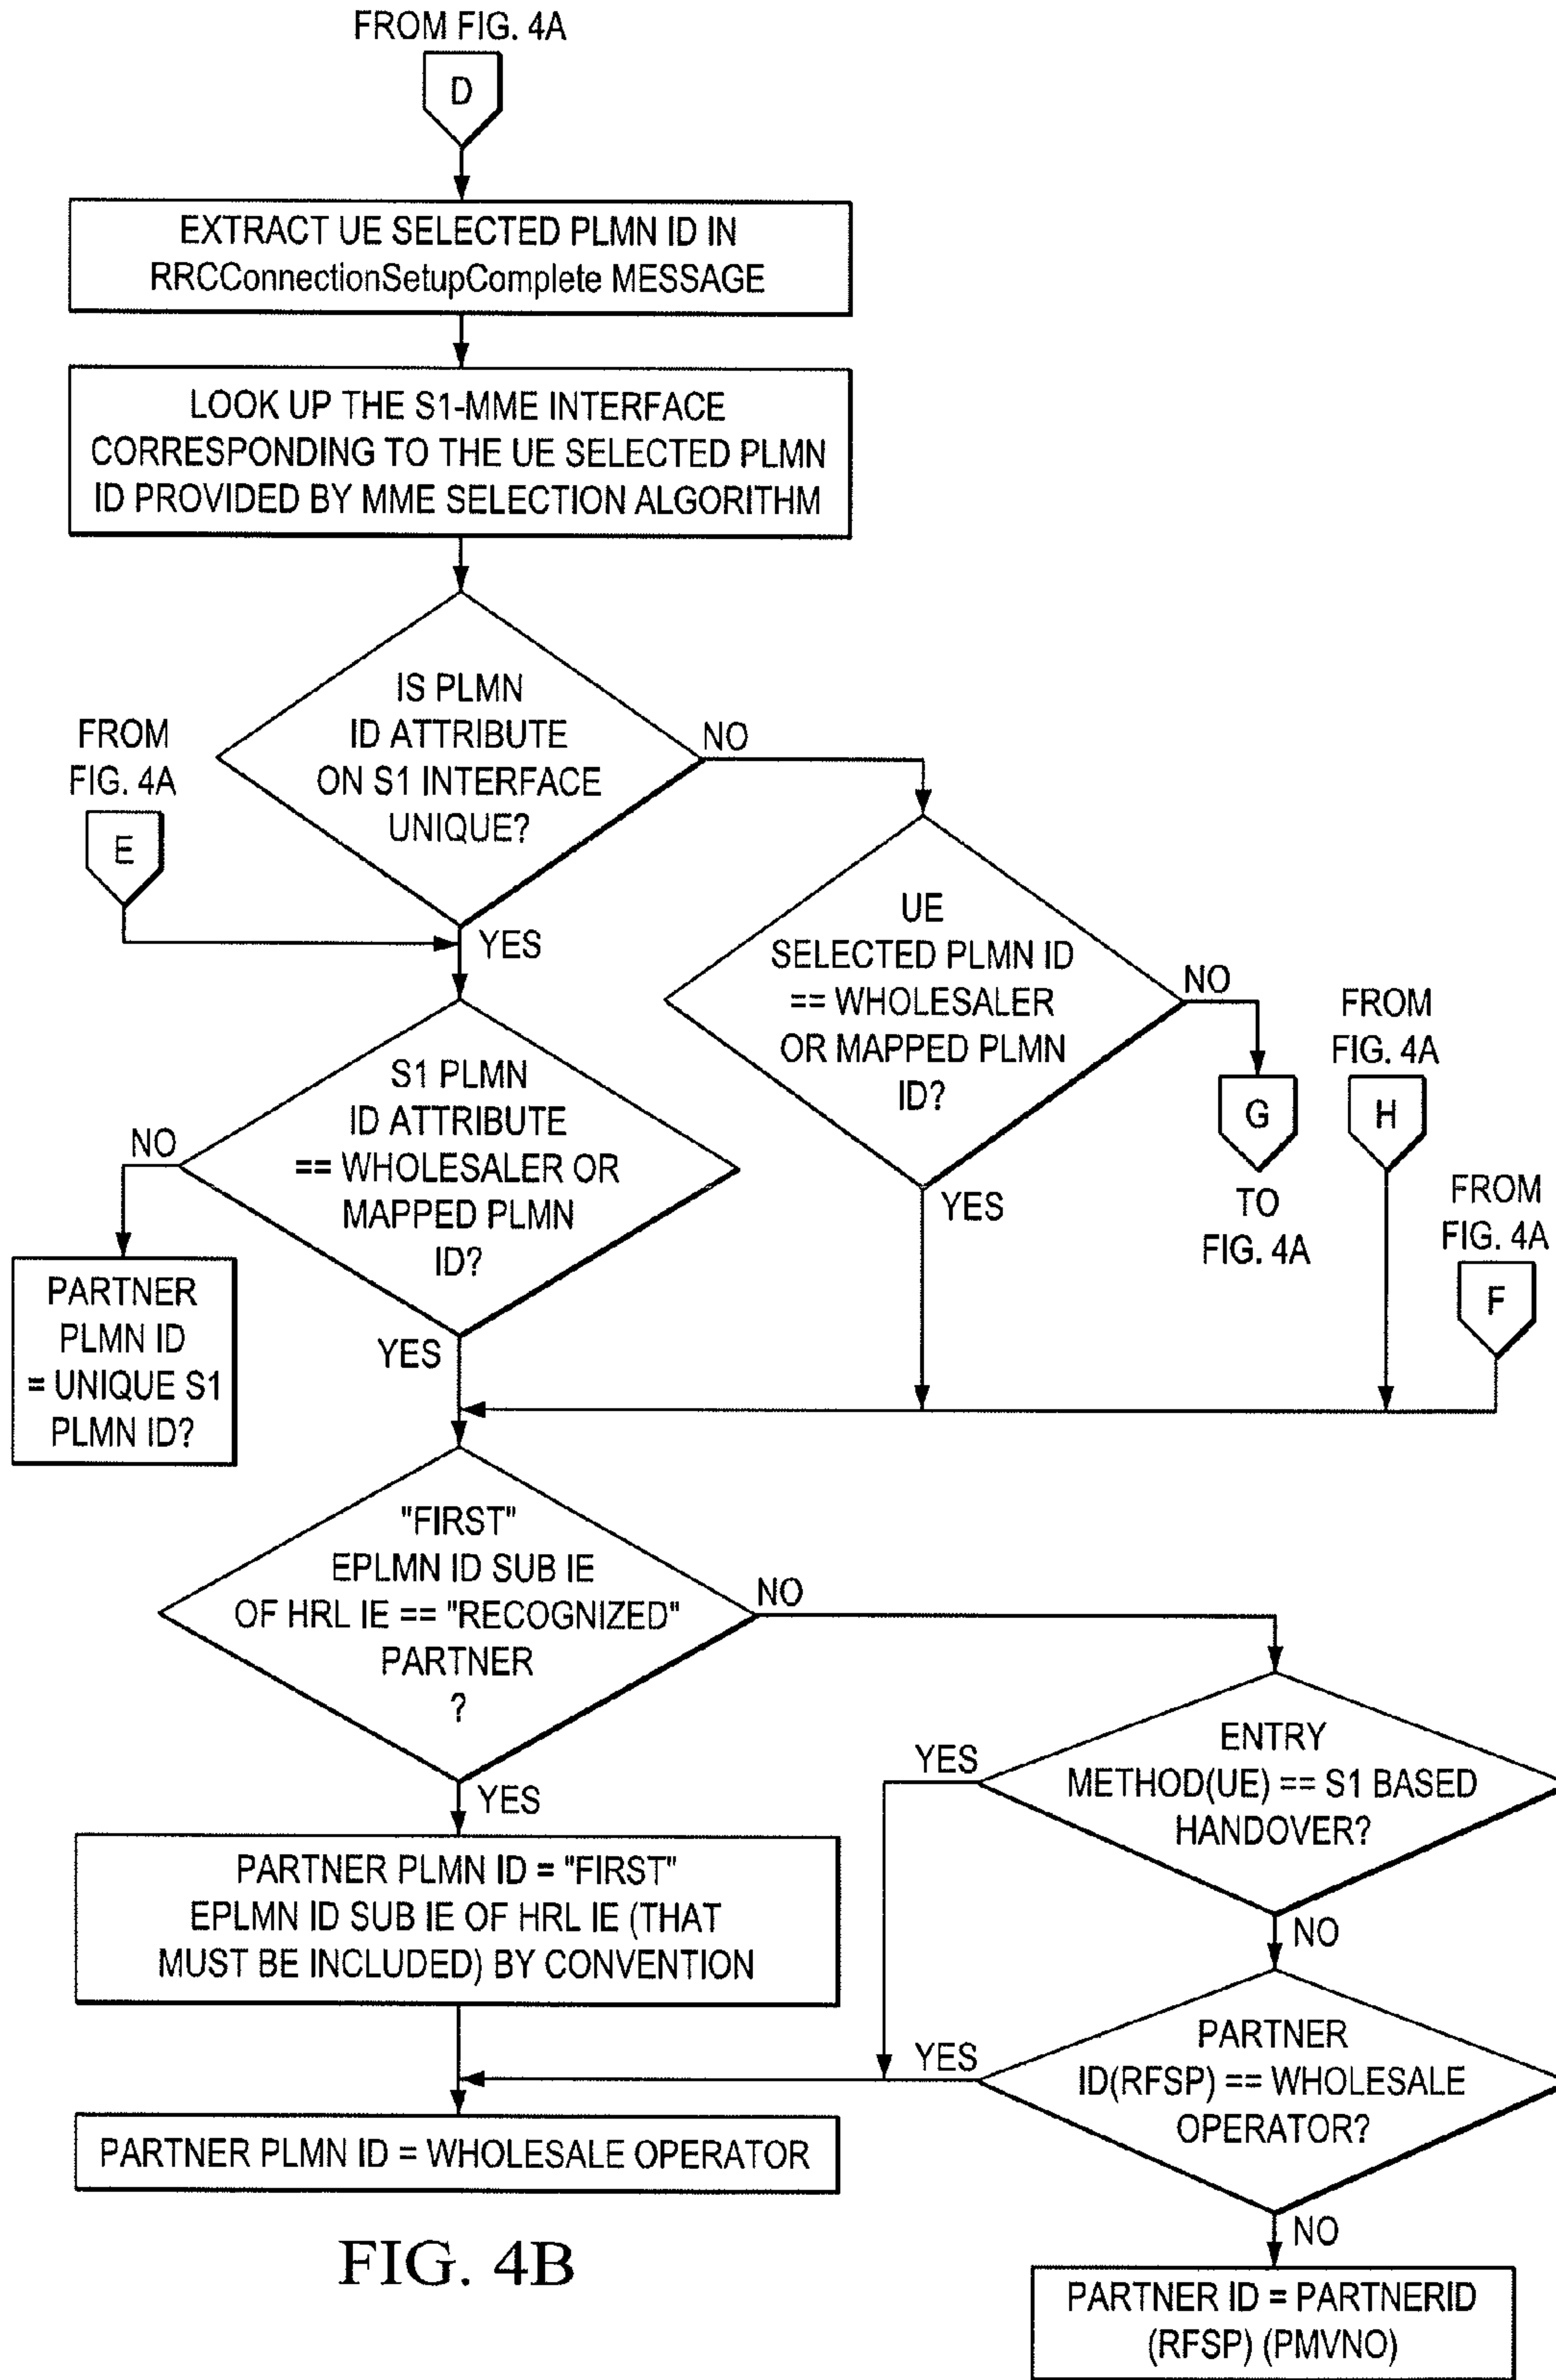 FROM FIG. 4A
D
EXTRACT UE SELECTED PLMN ID IN
RRCConnectionSetupComplete MESSAGE
LOOK UP THE S1-MME INTERFACE
CORRESPONDING TO THE UE SELECTED PLMN
ID PROVIDED BY MME SELECTION ALGORITHM
IS PLMN
ID ATTRIBUTE
ON S1 INTERFACE
UNIQUE?
NO
FROM
FIG. 4A
E
YES
UE
SELECTED PLMN ID
== WHOLESALER
OR MAPPED PLMN
ID?
NO
YES
G
TO
FIG. 4A
FROM
FIG. 4A
H
FROM
FIG. 4A
F
S1 PLMN
ID ATTRIBUTE
== WHOLESALER OR
MAPPED PLMN
ID?
NO
YES
PARTNER
PLMN ID
= UNIQUE S1
PLMN ID?
"FIRST"
EPLMN ID SUB IE
OF HRL IE == "RECOGNIZED"
PARTNER
?
NO
YES
ENTRY
METHOD(UE) == S1 BASED
HANDOVER?
YES
NO
PARTNER PLMN ID = "FIRST"
EPLMN ID SUB IE OF HRL IE (THAT
MUST BE INCLUDED) BY CONVENTION
PARTNER
ID(RFSP) == WHOLESALE
OPERATOR?
YES
NO
PARTNER PLMN ID = WHOLESALE OPERATOR
PARTNER ID = PARTNERID
(RFSP) (PMVNO)
FIG. 4B